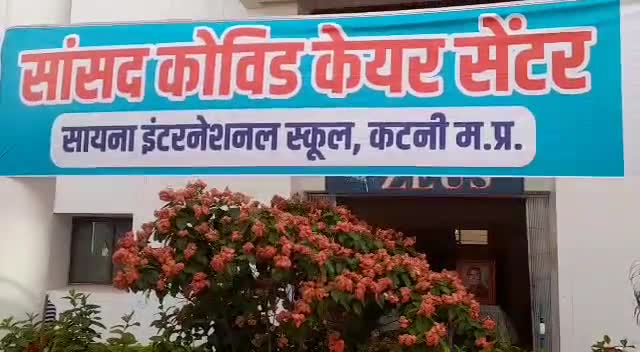 सांसद कोविड केयर सेंटर
सायना इंटरनेशनल स्कूल, कटनी म.प्र.
ZEUS